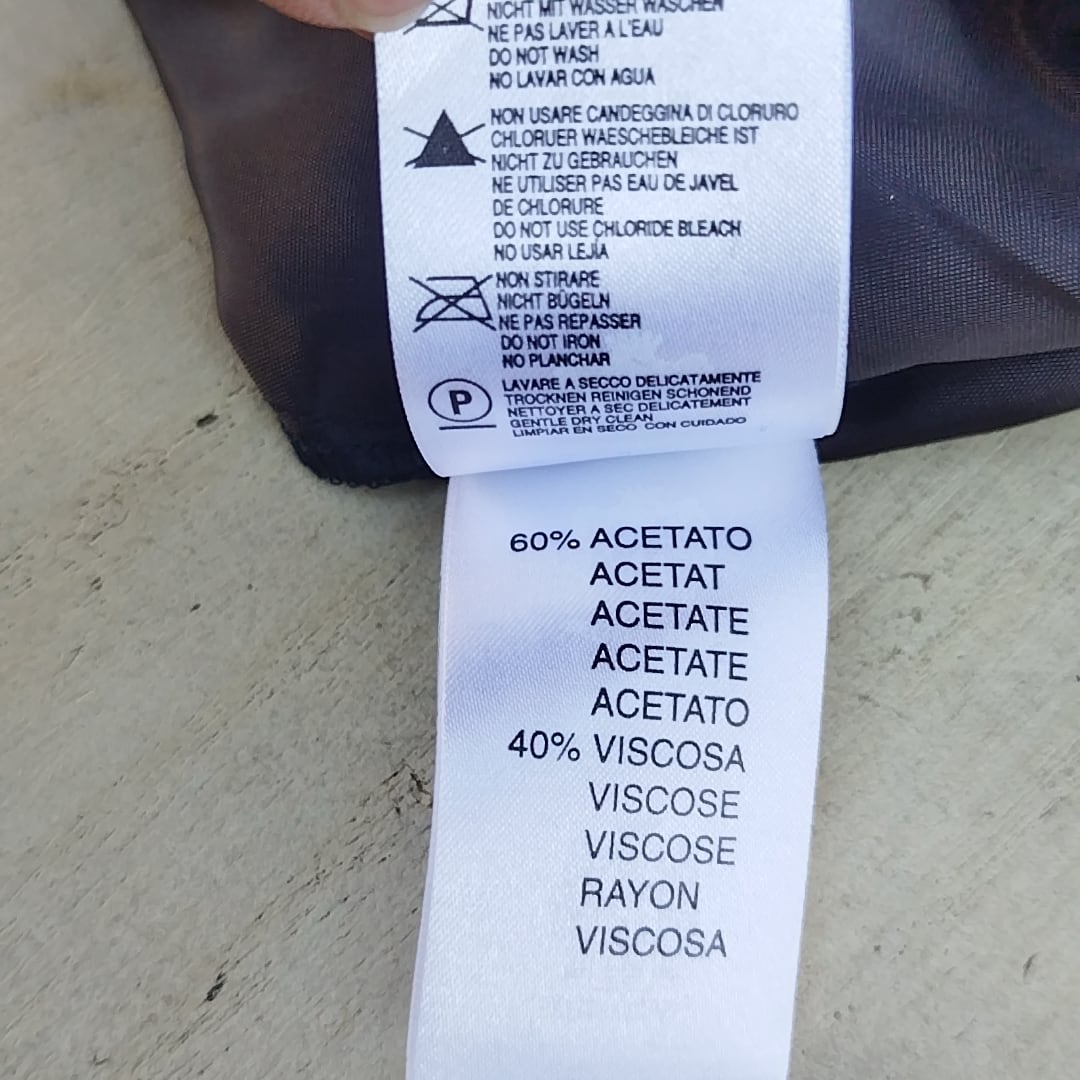 NICHT MIT WASSER WASCHEN
NE PAS LAVER A L'EAU
DO NOT WASH
NO LAVAR CON AGUA
NON USARE CANDEGGINA DI CLORURO
CHLORUER WAESCHEBLEICHE IST
NICHT ZU GEBRAUCHEN
NE UTILISER PAS EAU DE JAVEL
DE CHLORURE
DO NOT USE CHLORIDE BLEACH
NO USAR LEJÍA
NON STIRARE
NICHT BÜGELN
NE PAS REPASSER
DO NOT IRON
NO PLANCHAR
P
LAVARE A SECCO DELICATAMENTE
TROCKNEN REINIGEN SCHONEND
NETTOYER A SEC DELICATEMENT
GENTLE DRY CLEAN
LIMPIAR EN SECO CON CUIDADO
60% ACETATO
ACETAT
ACETATE
ACETATE
ACETATO
40% VISCOSA
VISCOSE
VISCOSE
RAYON
VISCOSA